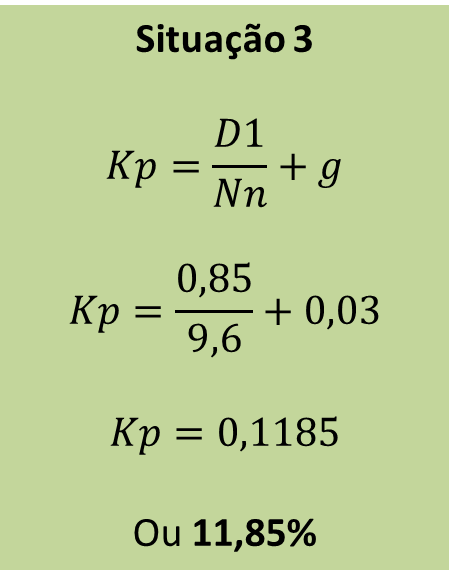 Situação 3
Kp = D1/Nn + g
Kp = 0,85/9,6 + 0,03
Kp = 0,1185
Ou 11,85%